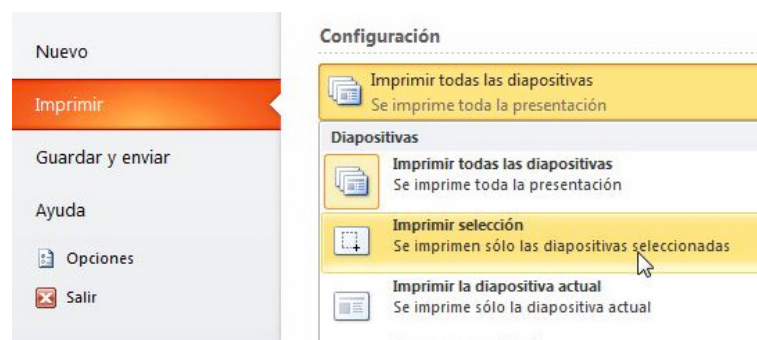 Nuevo
Imprimir
Guardar y enviar
Ayuda
Opciones
Salir
Configuración
Imprimir todas las diapositivas
Se imprime toda la presentación
Diapositivas
Imprimir todas las diapositivas
Se imprime toda la presentación
Imprimir selección
Se imprimen sólo las diapositivas seleccionadas
Imprimir la diapositiva actual
Se imprime sólo la diapositiva actual